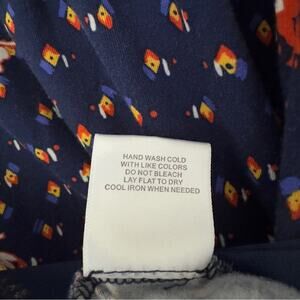 HAND WASH COLD
WITH LIKE COLORS
DO NOT BLEACH
LAY FLAT TO DRY
COOL IRON WHEN NEEDED